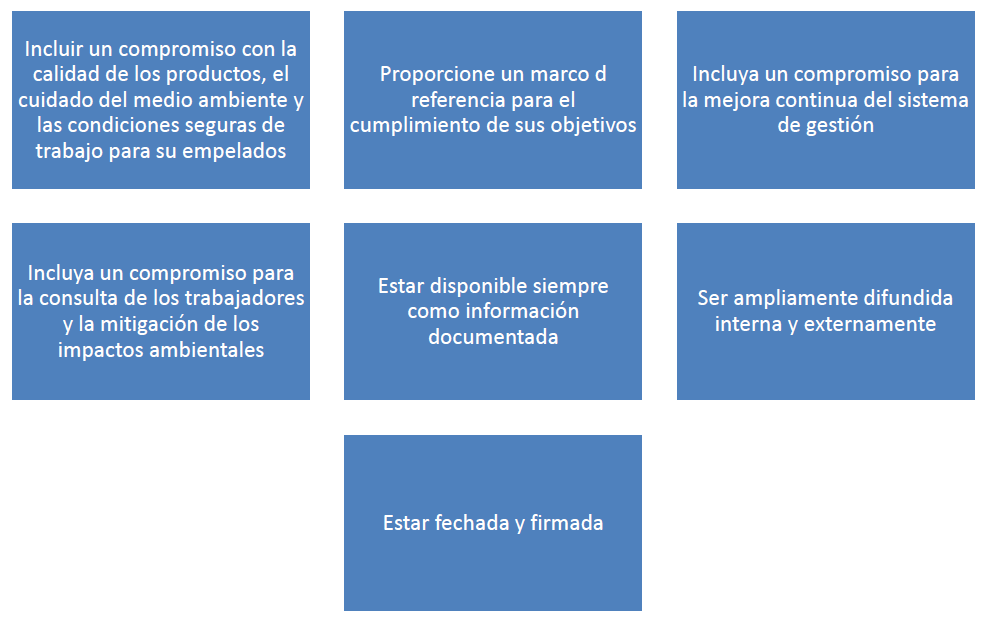 Incluir un compromiso con la
calidad de los productos, el
cuidado del medio ambiente y
las condiciones seguras de
trabajo para su empelados
Proporcione un marco d
referencia para el
cumplimiento de sus objetivos
Incluya un compromiso para
la mejora continua del sistema
de gestión
Incluya un compromiso para
la consulta de los trabajadores
y la mitigación de los
impactos ambientales
Estar disponible siempre
como información
documentada
Ser ampliamente difundida
interna y externamente
Estar fechada y firmada